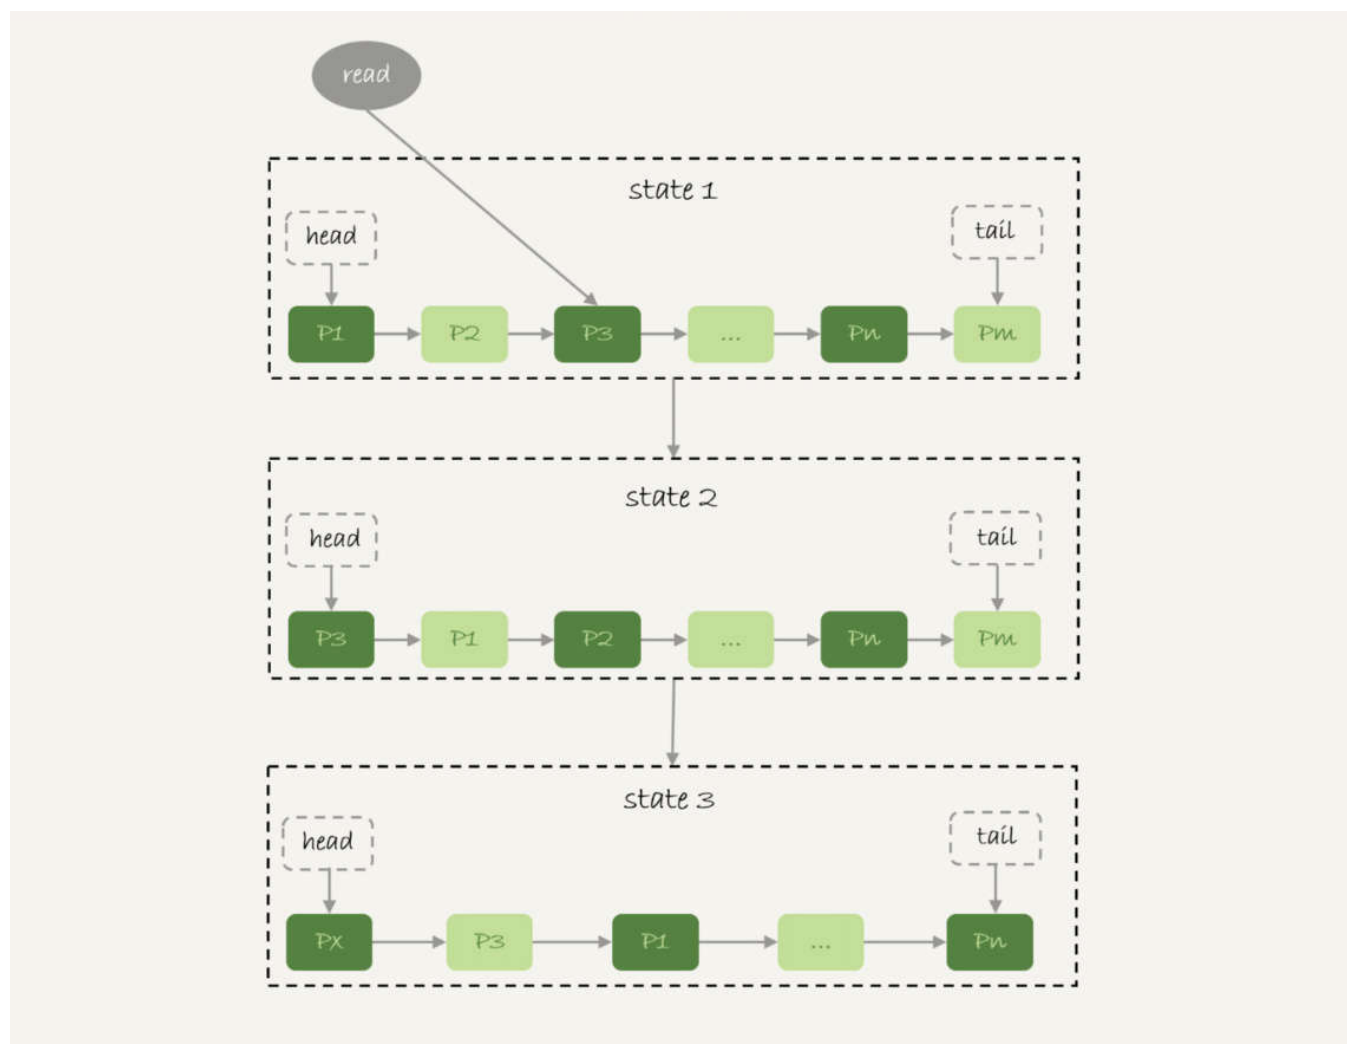 read
state 1
head
tail
P1
P2
P3
...
Pn
Pm
state 2
head
tail
P3
P1
P2
...
Pn
Pm
state 3
head
tail
Px
P3
P1
...
Pn